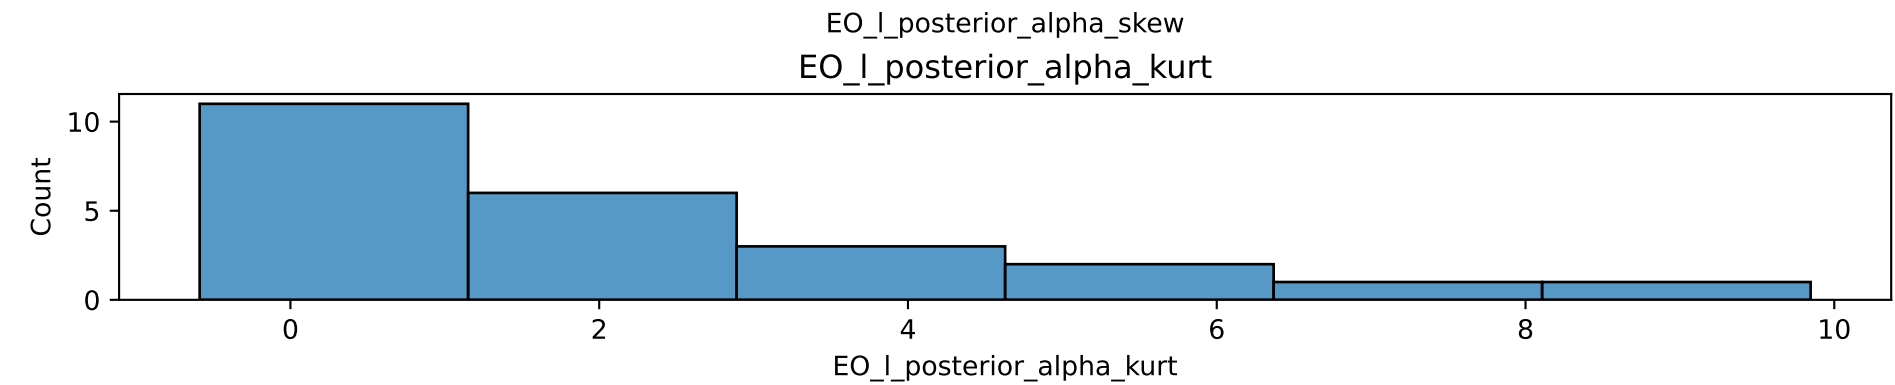 EO_l_posterior_alpha_skew
EO_l_posterior_alpha_kurt
10
5
0
Count
0 2 4 6 8 10
EO_l_posterior_alpha_kurt